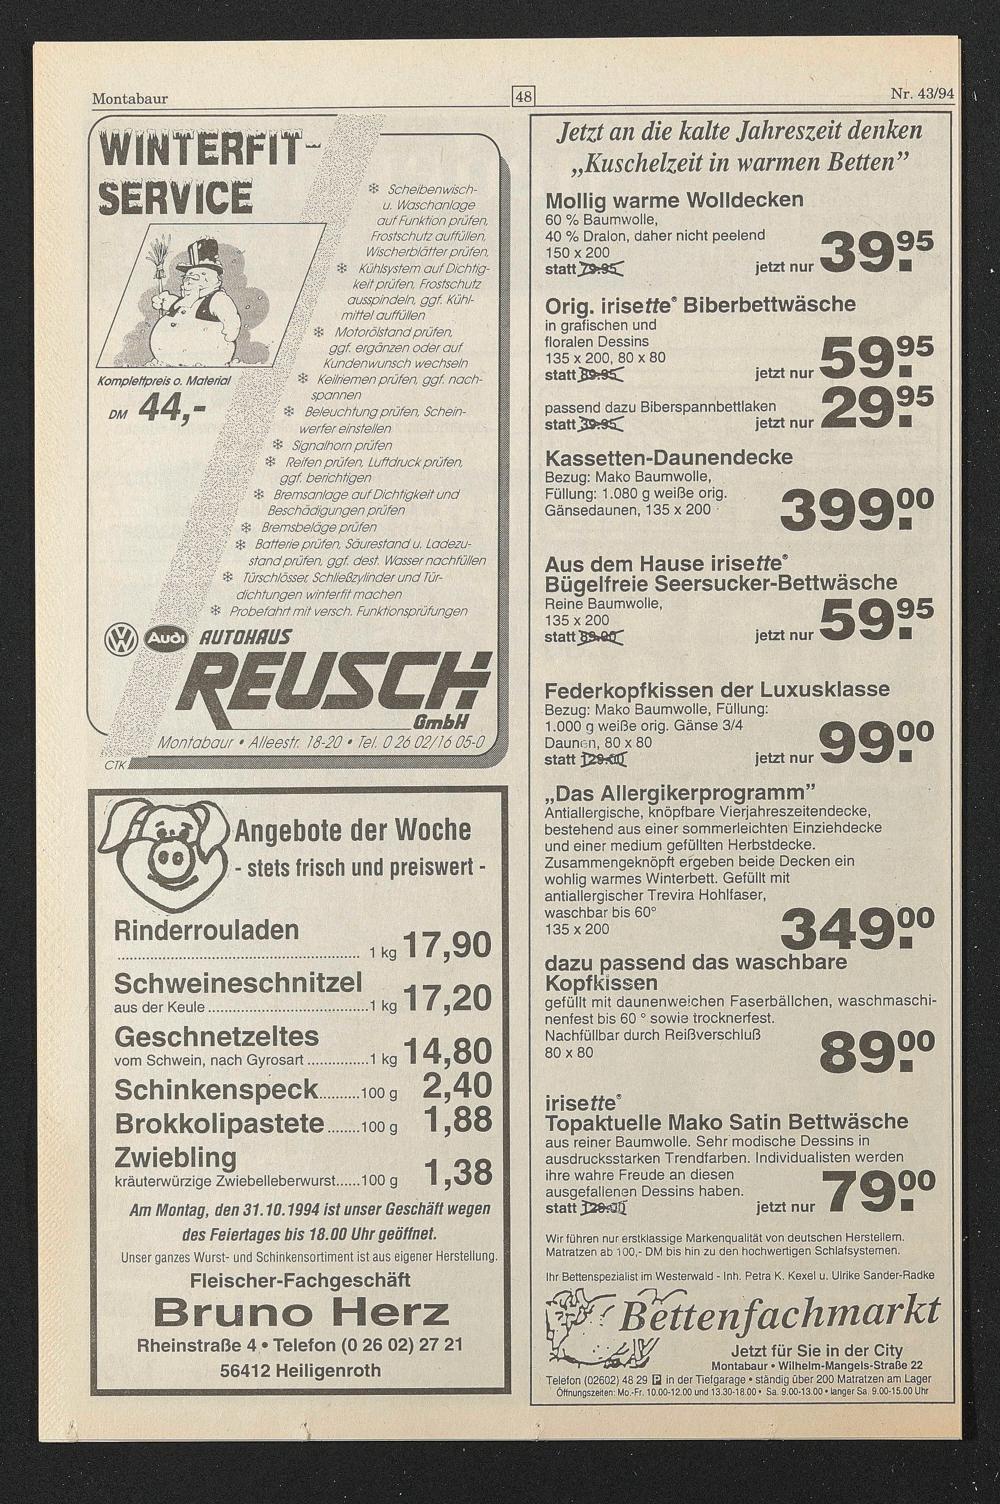 Montabaur
48
Nr. 43/94
WINTERFIT-
SERVICE
Komplettpreis o. Material
DM 44,-
❄ Scheibenwisch-
u. Waschanlage
auf Funktion prüfen,
Frostschutz auffüllen,
Wischerblätter prüfen,
❄ Kühlsystem auf Dichtig-
keit prüfen, Frostschutz
ausspindeln, ggf. Kühl-
mittel auffüllen
❄ Motorölstand prüfen,
ggf. ergänzen oder auf
Kundenwunsch wechseln
❄ Keilriemen prüfen, ggf. nach-
spannen
❄ Beleuchtung prüfen, Schein-
werfer einstellen
❄ Signalhorn prüfen
❄ Reifen prüfen, Luftdruck prüfen,
ggf. berichtigen
❄ Bremsanlage auf Dichtigkeit und
Beschädigungen prüfen
❄ Bremsbeläge prüfen
❄ Batterie prüfen, Säurestand u. Ladezu-
stand prüfen, ggf. dest. Wasser nachfüllen
❄ Türschlösser, Schließzylinder und Tür-
dichtungen winterfit machen
❄ Probefahrt mit versch. Funktionsprüfungen
Audi AUTOHAUS
REUSCH
GmbH
Montabaur • Alleestr. 18-20 • Tel. 0 26 02/16 05-0
CTK
Angebote der Woche
- stets frisch und preiswert -
Rinderrouladen
1 kg 17,90
Schweineschnitzel
aus der Keule 1 kg 17,20
Geschnetzeltes
vom Schwein, nach Gyrosart 1 kg 14,80
Schinkenspeck 100 g 2,40
Brokkolipastete 100 g 1,88
Zwiebling
kräuterwürzige Zwiebelleberwurst 100 g 1,38
Am Montag, den 31.10.1994 ist unser Geschäft wegen
des Feiertages bis 18.00 Uhr geöffnet.
Unser ganzes Wurst- und Schinkensortiment ist aus eigener Herstellung.
Fleischer-Fachgeschäft
Bruno Herz
Rheinstraße 4 • Telefon (0 26 02) 27 21
56412 Heiligenroth
Jetzt an die kalte Jahreszeit denken
„Kuschelzeit in warmen Betten”
Mollig warme Wolldecken
60 % Baumwolle,
40 % Dralon, daher nicht peelend
150 x 200
statt 79.95 jetzt nur 39.95
Orig. irisette® Biberbettwäsche
in grafischen und
floralen Dessins
135 x 200, 80 x 80
statt 89.95 jetzt nur 59.95
passend dazu Biberspannbettlaken
statt 39.95 jetzt nur 29.95
Kassetten-Daunendecke
Bezug: Mako Baumwolle,
Füllung: 1.080 g weiße orig.
Gänsedaunen, 135 x 200 399.00
Aus dem Hause irisette®
Bügelfreie Seersucker-Bettwäsche
Reine Baumwolle,
135 x 200
statt 89.00 jetzt nur 59.95
Federkopfkissen der Luxusklasse
Bezug: Mako Baumwolle, Füllung:
1.000 g weiße orig. Gänse 3/4
Daunen, 80 x 80
statt 129.00 jetzt nur 99.00
„Das Allergikerprogramm”
Antiallergische, knöpfbare Vierjahreszeitendecke,
bestehend aus einer sommerleichten Einziehdecke
und einer medium gefüllten Herbstdecke.
Zusammengeknöpft ergeben beide Decken ein
wohlig warmes Winterbett. Gefüllt mit
antiallergischer Trevira Hohlfaser,
waschbar bis 60°
135 x 200 349.00
dazu passend das waschbare
Kopfkissen
gefüllt mit daunenweichen Faserbällchen, waschmaschi-
nenfest bis 60 ° sowie trocknerfest.
Nachfüllbar durch Reißverschluß
80 x 80 89.00
irisette®
Topaktuelle Mako Satin Bettwäsche
aus reiner Baumwolle. Sehr modische Dessins in
ausdrucksstarken Trendfarben. Individualisten werden
ihre wahre Freude an diesen
ausgefallenen Dessins haben.
statt 129.00 jetzt nur 79.00
Wir führen nur erstklassige Markenqualität von deutschen Herstellern.
Matratzen ab 100,- DM bis hin zu den hochwertigen Schlafsystemen.
Ihr Bettenspezialist im Westerwald - Inh. Petra K. Kexel u. Ulrike Sander-Radke
Bettenfachmarkt
Jetzt für Sie in der City
Montabaur • Wilhelm-Mangels-Straße 22
Telefon (02602) 48 29 P in der Tiefgarage • ständig über 200 Matratzen am Lager
Öffnungszeiten: Mo.-Fr. 10.00-12.00 und 13.30-18.00 • Sa. 9.00-13.00 • langer Sa. 9.00-15.00 Uhr